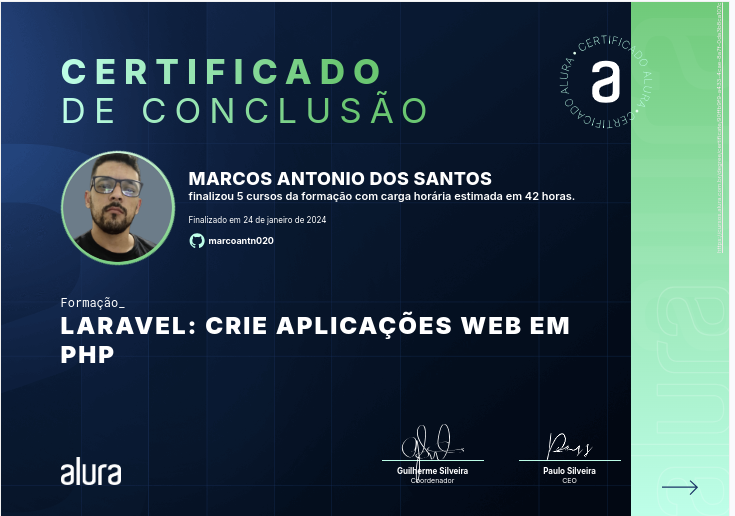 CERTIFICADO
DE CONCLUSÃO
CERTIFICADO ALURA • CERTIFICADO ALURA •
a
MARCOS ANTONIO DOS SANTOS
finalizou 5 cursos da formação com carga horária estimada em 42 horas.
Finalizado em 24 de janeiro de 2024
marcoantn020
Formação_
LARAVEL: CRIE APLICAÇÕES WEB EM
PHP
alura
Guilherme Silveira
Coordenador
Paulo Silveira
CEO
alura